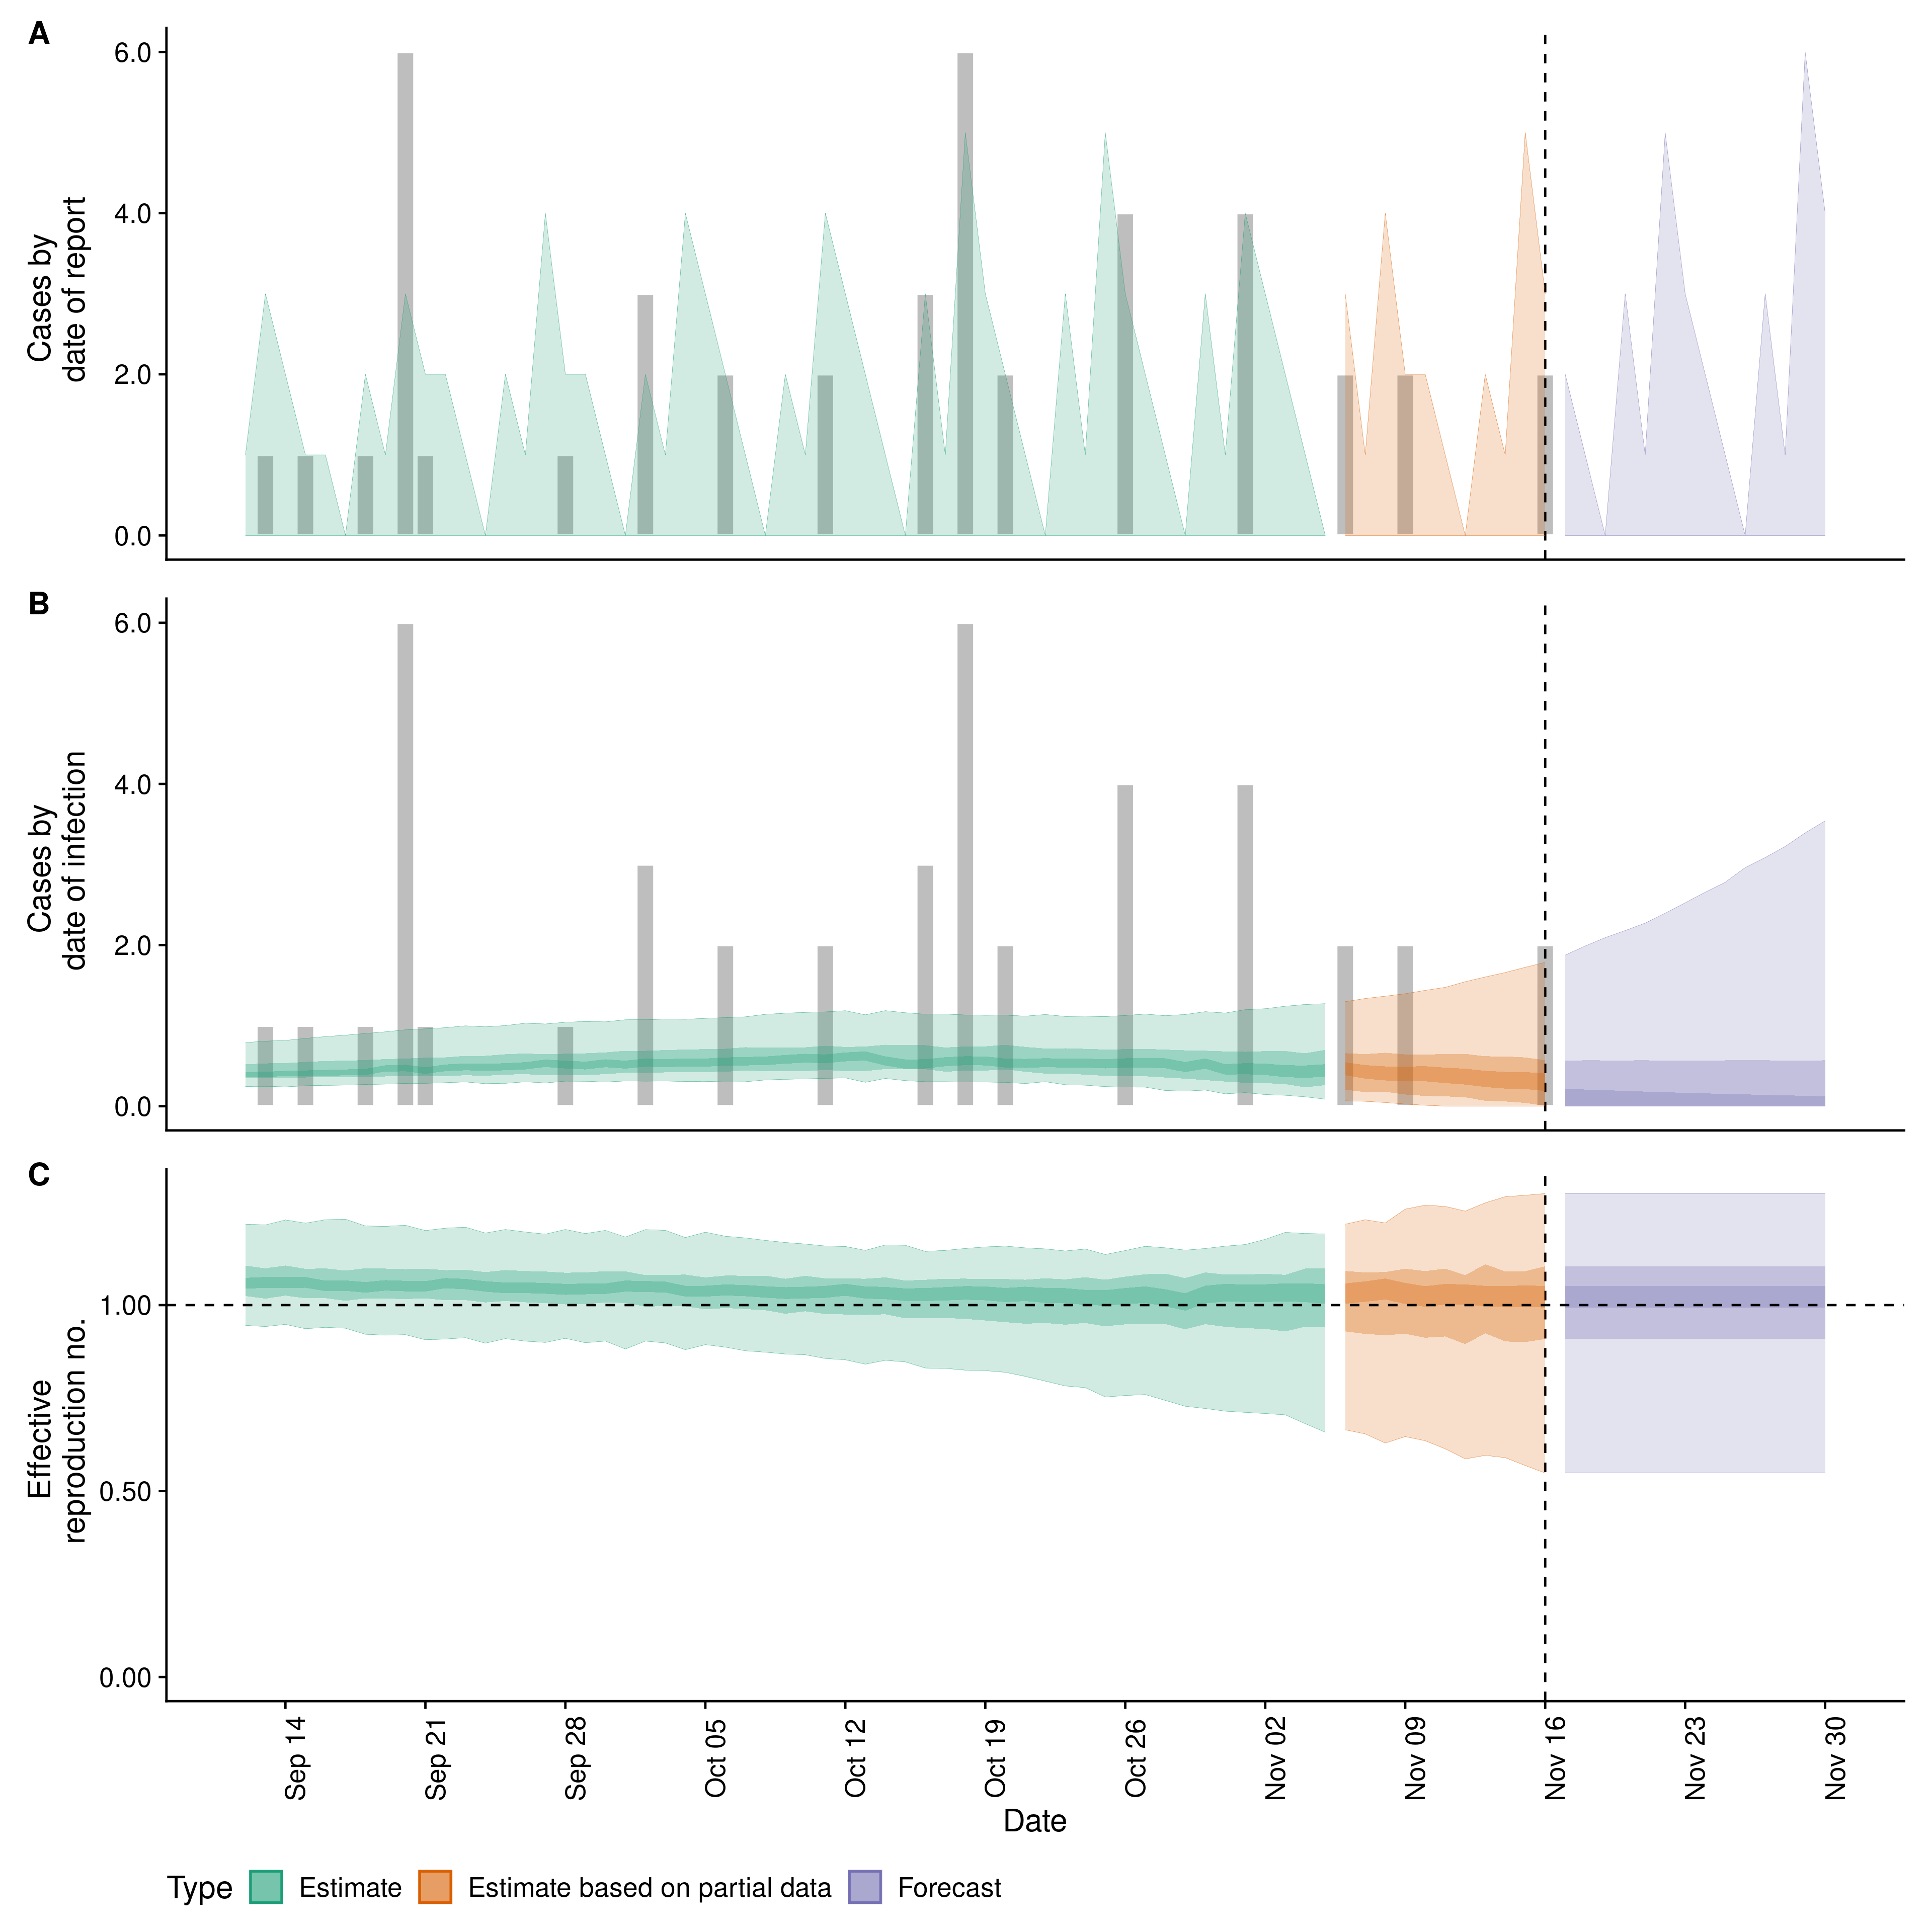 A
Cases by
date of report
6.0
4.0
2.0
0.0
B
Cases by
date of infection
6.0
4.0
2.0
0.0
C
Effective
reproduction no.
1.00
0.50
0.00
Sep 14
Sep 21
Sep 28
Oct 05
Oct 12
Oct 19
Oct 26
Nov 02
Nov 09
Nov 16
Nov 23
Nov 30
Date
Type Estimate Estimate based on partial data Forecast